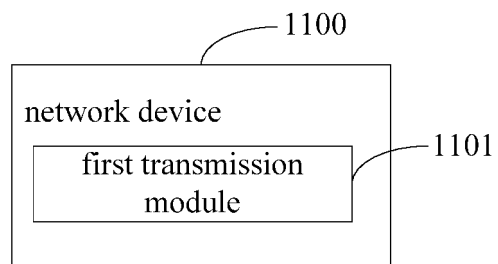 1100
network device
first transmission
module
1101